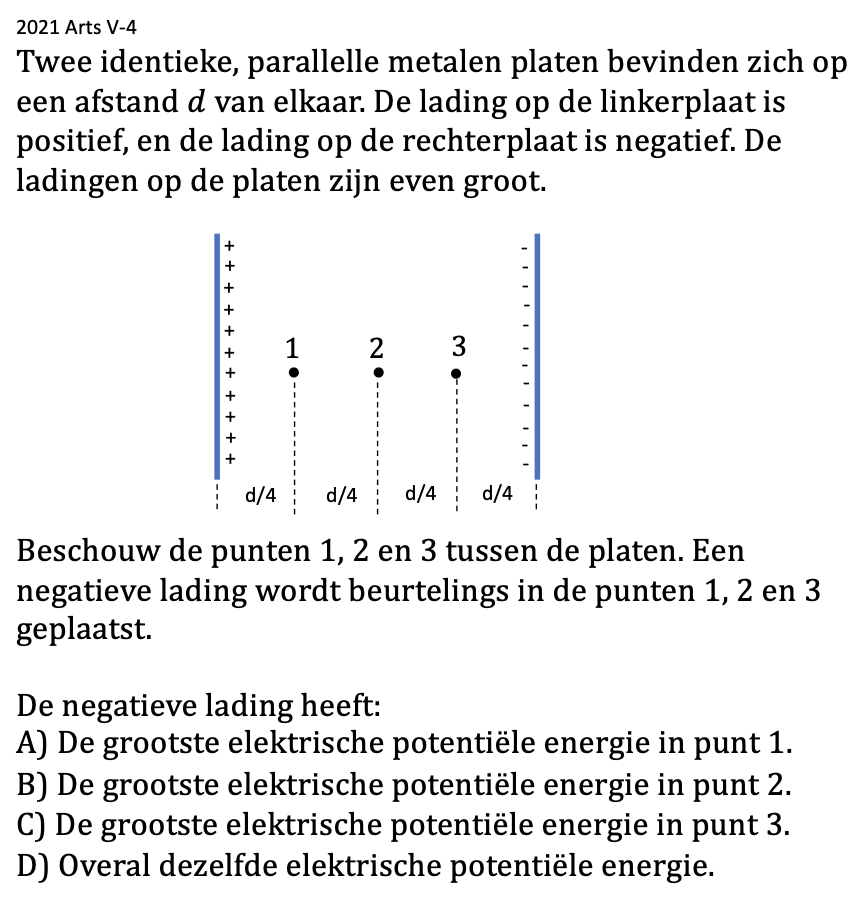 2021 Arts V-4
Twee identieke, parallelle metalen platen bevinden zich op
een afstand d van elkaar. De lading op de linkerplaat is
positief, en de lading op de rechterplaat is negatief. De
ladingen op de platen zijn even groot.
+ -
+ -
+ -
+ -
+ -
+ 1 2 3 -
+ -
+ -
+ -
+ -
+ -
-
d/4 d/4 d/4 d/4
Beschouw de punten 1, 2 en 3 tussen de platen. Een
negatieve lading wordt beurtelings in de punten 1, 2 en 3
geplaatst.
De negatieve lading heeft:
A) De grootste elektrische potentiële energie in punt 1.
B) De grootste elektrische potentiële energie in punt 2.
C) De grootste elektrische potentiële energie in punt 3.
D) Overal dezelfde elektrische potentiële energie.